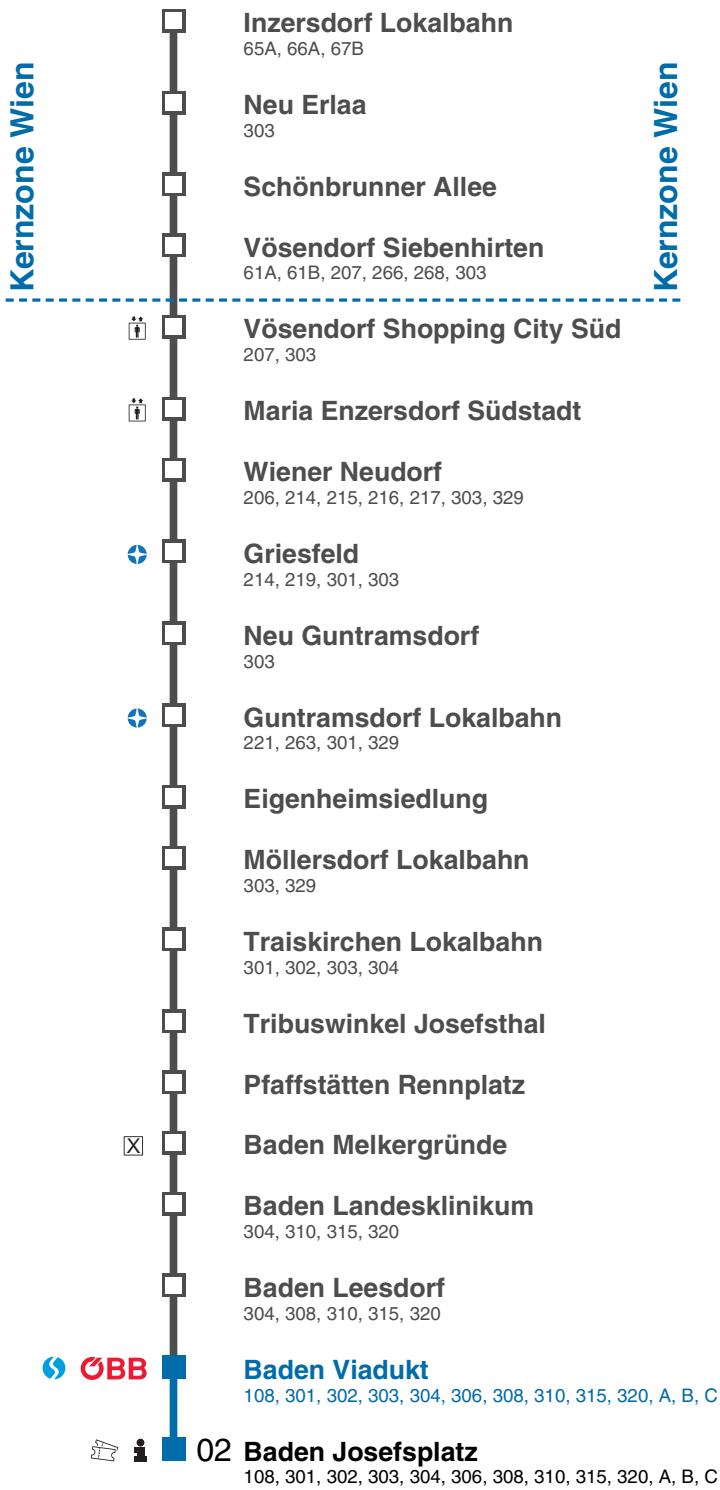 Inzersdorf Lokalbahn
65A, 66A, 67B
Kernzone Wien
Kernzone Wien
Neu Erlaa
303
Schönbrunner Allee
Vösendorf Siebenhirten
61A, 61B, 207, 266, 268, 303
Vösendorf Shopping City Süd
207, 303
Maria Enzersdorf Südstadt
Wiener Neudorf
206, 214, 215, 216, 217, 303, 329
Griesfeld
214, 219, 301, 303
Neu Guntramsdorf
303
Guntramsdorf Lokalbahn
221, 263, 301, 329
Eigenheimsiedlung
Möllersdorf Lokalbahn
303, 329
Traiskirchen Lokalbahn
301, 302, 303, 304
Tribuswinkel Josefsthal
Pfaffstätten Rennplatz
X Baden Melkergründe
Baden Landesklinikum
304, 310, 315, 320
Baden Leesdorf
304, 308, 310, 315, 320
ÖBB Baden Viadukt
108, 301, 302, 303, 304, 306, 308, 310, 315, 320, A, B, C
i 02 Baden Josefsplatz
108, 301, 302, 303, 304, 306, 308, 310, 315, 320, A, B, C